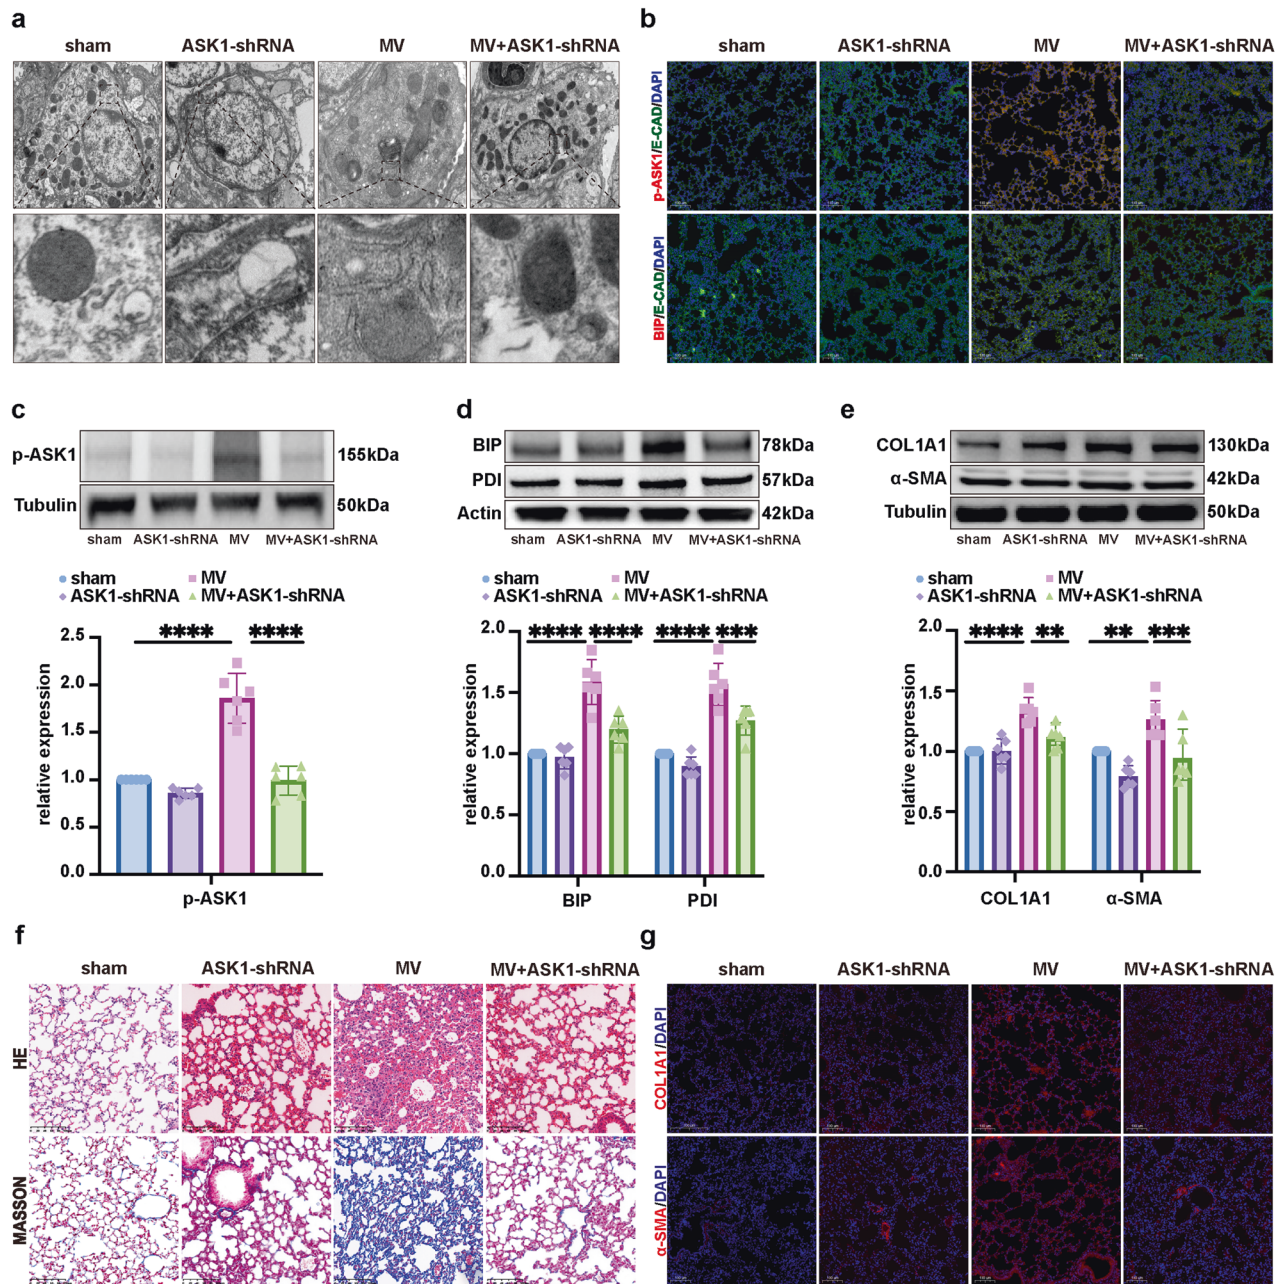 a
sham ASK1-shRNA MV MV+ASK1-shRNA
b
sham ASK1-shRNA MV MV+ASK1-shRNA
p-ASK1/E-CAD/DAPI
BIP/E-CAD/DAPI
c
p-ASK1 155kDa
Tubulin 50kDa
sham ASK1-shRNA MV MV+ASK1-shRNA
sham MV
ASK1-shRNA MV+ASK1-shRNA
relative expression
2.5
2.0
1.5
1.0
0.5
0.0
**** ****
p-ASK1
d
BIP 78kDa
PDI 57kDa
Actin 42kDa
sham ASK1-shRNA MV MV+ASK1-shRNA
sham MV
ASK1-shRNA MV+ASK1-shRNA
relative expression
2.0
1.5
1.0
0.5
0.0
**** **** **** ***
BIP PDI
e
COL1A1 130kDa
α-SMA 42kDa
Tubulin 50kDa
sham ASK1-shRNA MV MV+ASK1-shRNA
sham MV
ASK1-shRNA MV+ASK1-shRNA
relative expression
2.0
1.5
1.0
0.5
0.0
**** ** ** ***
COL1A1 α-SMA
f
sham ASK1-shRNA MV MV+ASK1-shRNA
HE
MASSON
g
sham ASK1-shRNA MV MV+ASK1-shRNA
COL1A1/DAPI
α-SMA/DAPI